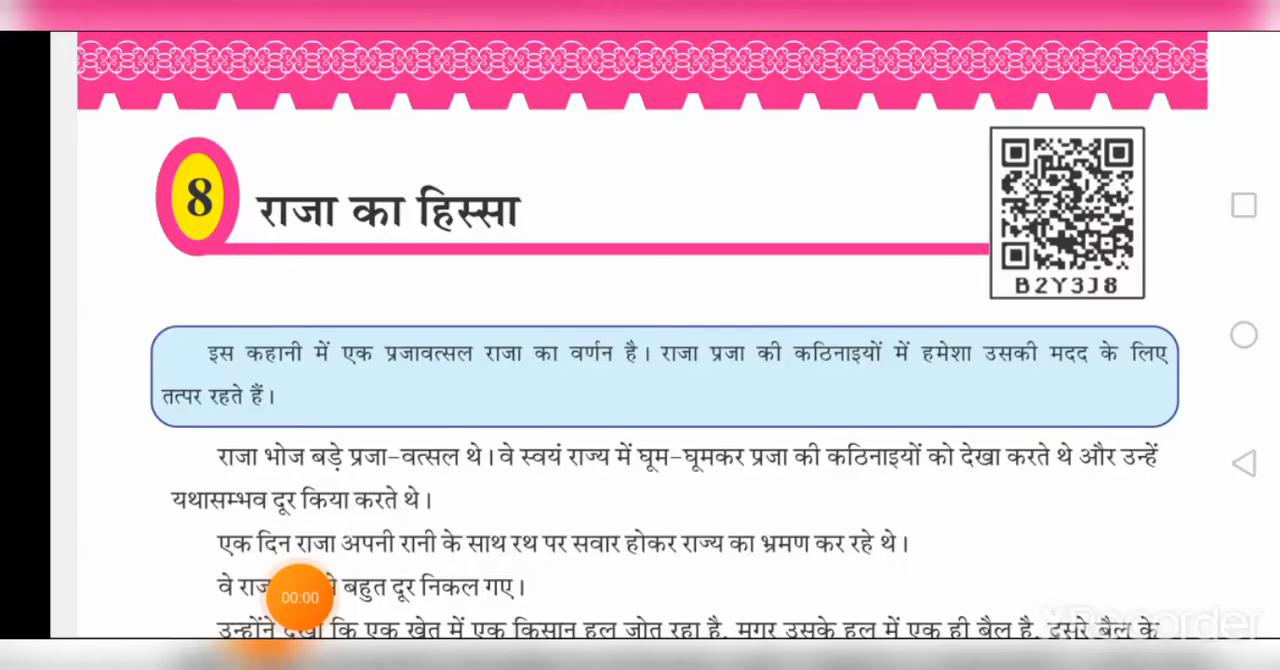 8
राजा का हिस्सा
B2Y3J8
इस कहानी में एक प्रजावत्सल राजा का वर्णन है। राजा प्रजा की कठिनाइयों में हमेशा उसकी मदद के लिए
तत्पर रहते हैं।
राजा भोज बड़े प्रजा-वत्सल थे। वे स्वयं राज्य में घूम-घूमकर प्रजा की कठिनाइयों को देखा करते थे और उन्हें
यथासम्भव दूर किया करते थे।
एक दिन राजा अपनी रानी के साथ रथ पर सवार होकर राज्य का भ्रमण कर रहे थे।
वे बहुत दूर निकल गए।
00:00
उन्होंने देखा कि एक खेत में एक किसान हल जोत रहा है, मगर उसके हल में एक ही बैल है, दूसरे बैल के
XRecorder